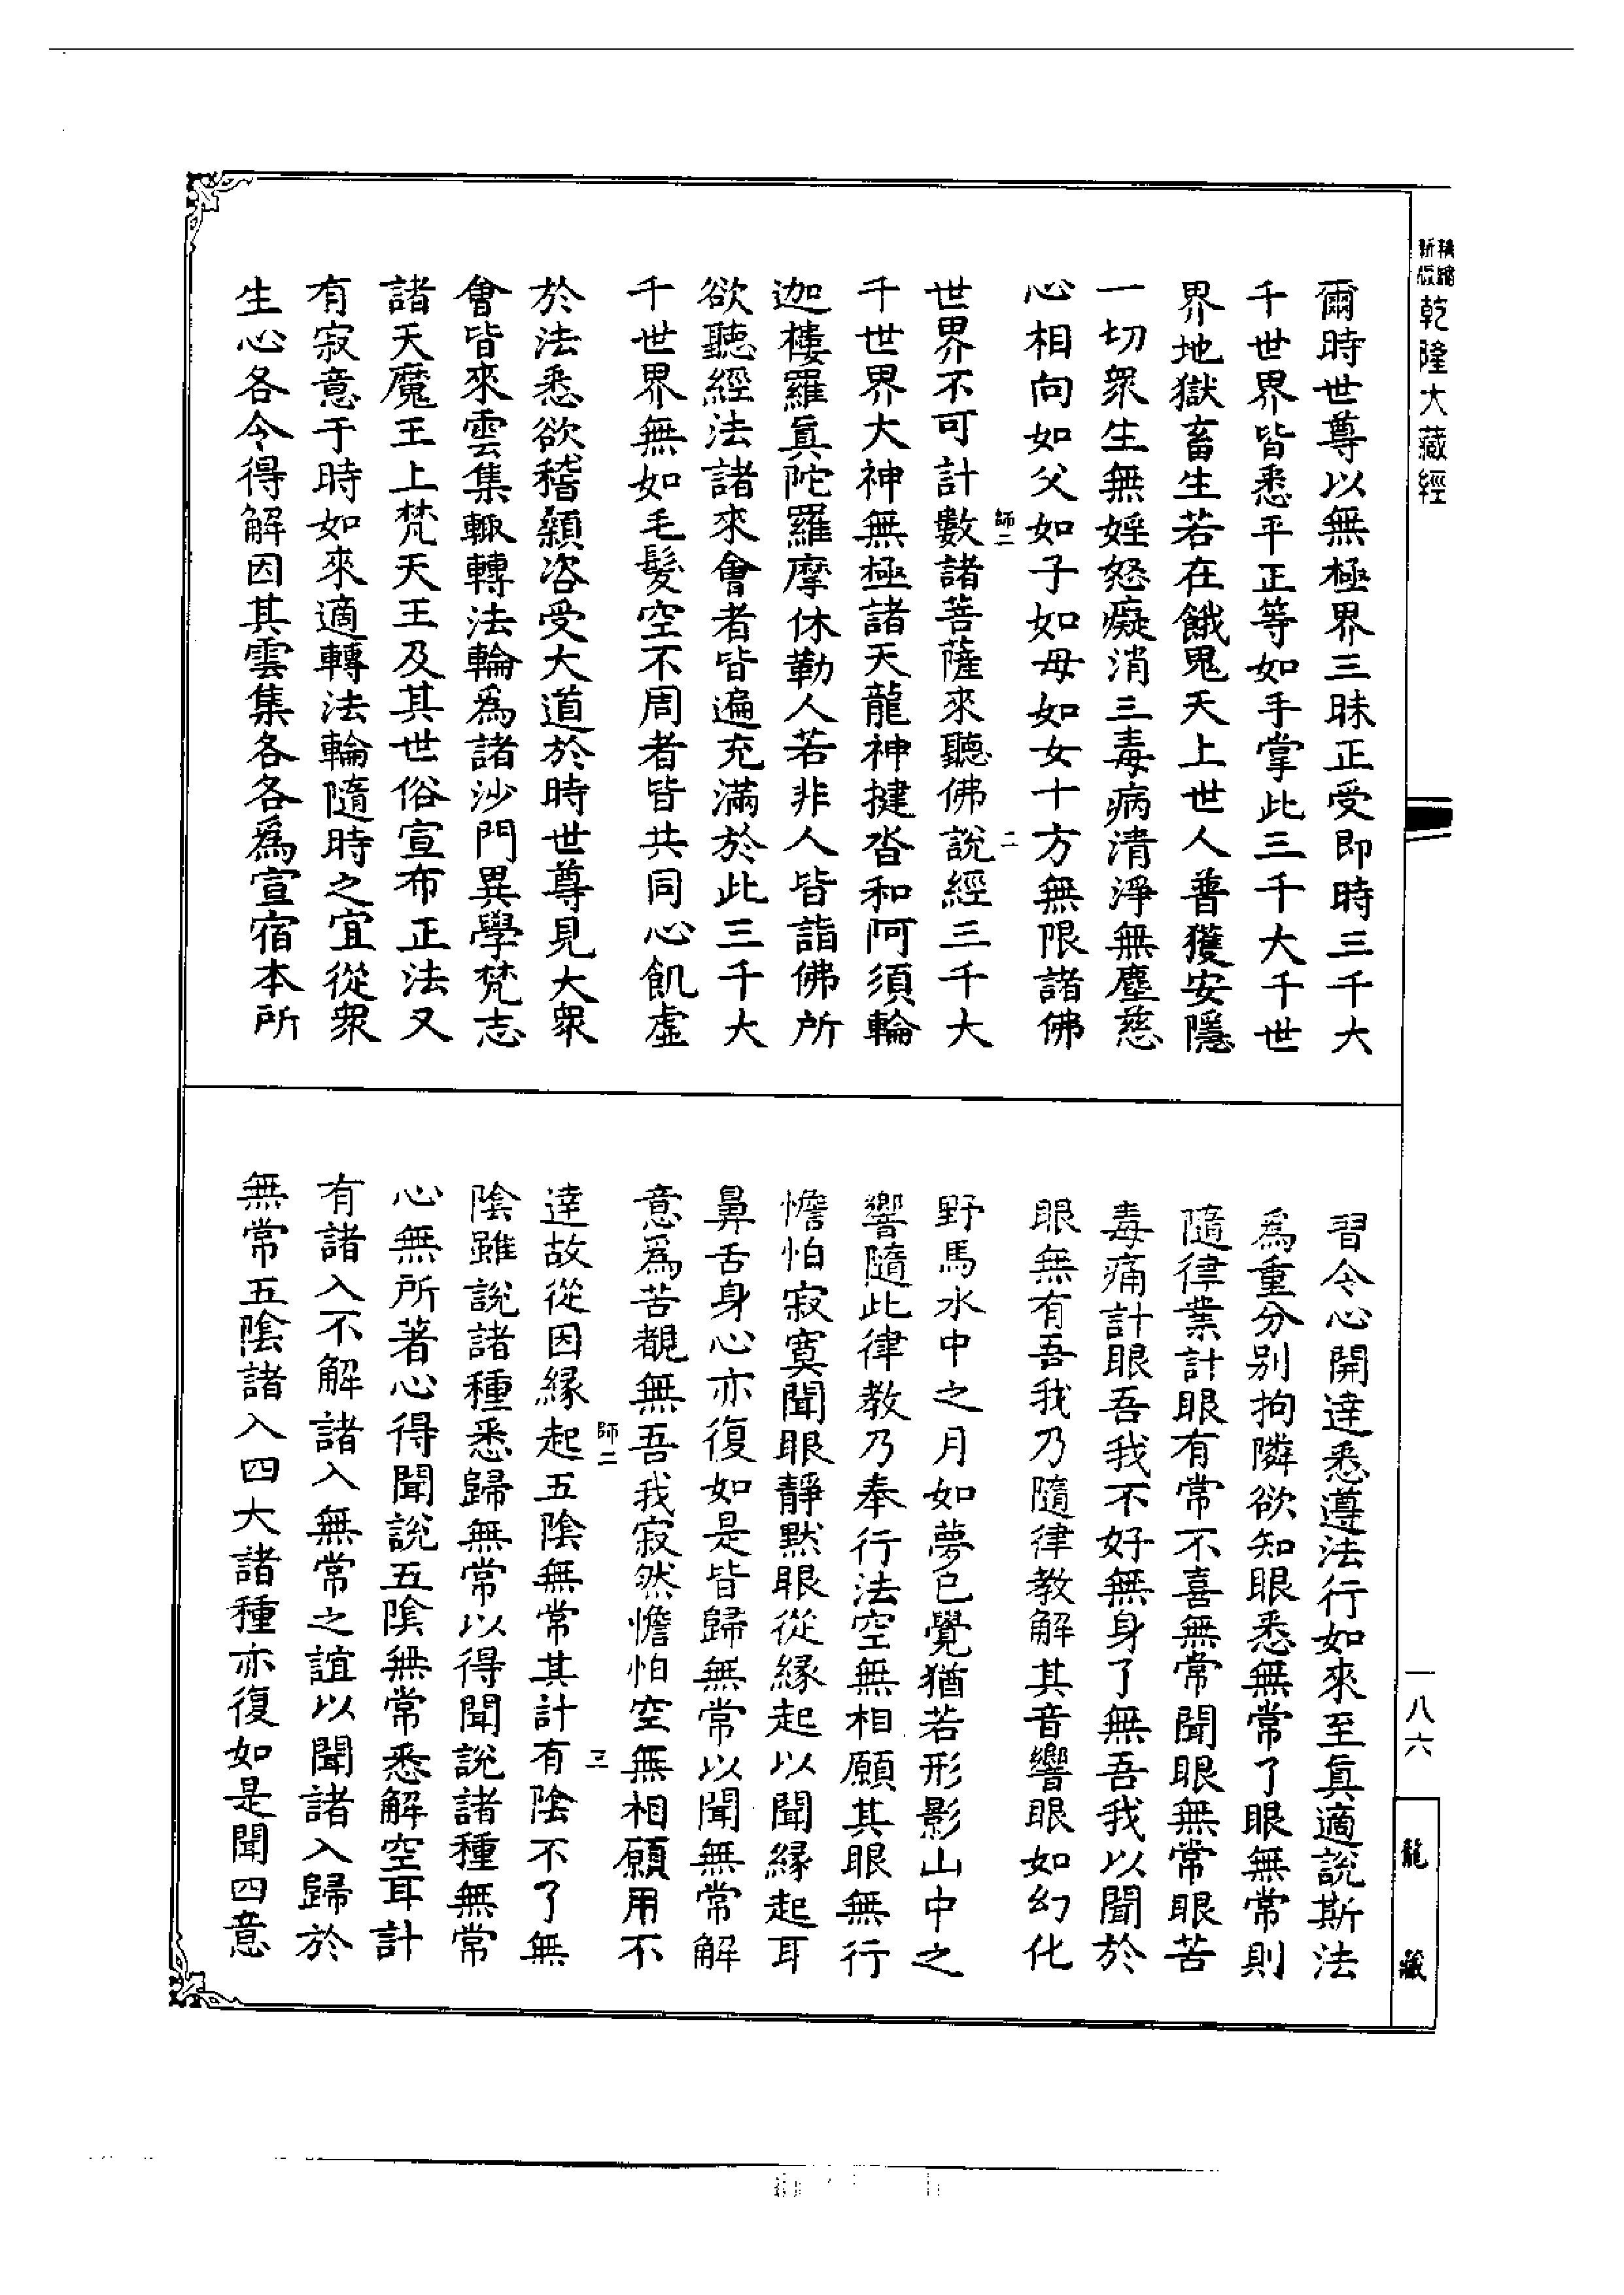 新版
精縮
乾隆大藏經
爾時世尊以無極界三昧正受即時三千大
千世界皆悉平正等如手掌此三千大千世
界地獄畜生若在餓鬼天上世人普獲安隱
一切衆生無婬怒癡消三毒病清淨無塵慈
心相向如父如子如母如女十方無限諸佛
師二
二
世界不可計數諸菩薩來聽佛說經三千大
千世界大神無極諸天龍神揵沓和阿須輪
迦樓羅眞陀羅摩休勒人若非人皆詣佛所
欲聽經法諸來會者皆遍充滿於此三千大
千世界無如毛髮空不周者皆共同心飢虛
於法悉欲稽顙咨受大道於時世尊見大衆
會皆來雲集輙轉法輪爲諸沙門異學梵志
諸天魔王上梵天王及其世俗宣布正法又
有寂意于時如來適轉法輪隨時之宜從衆
生心各令得解因其雲集各各爲宣宿本所
習令心開達悉遵法行如來至眞適說斯法
爲重分別拘隣欲知眼悉無常了眼無常則
隨律業計眼有常不喜無常聞眼無常眼苦
毒痛計眼吾我不好無身了無吾我以聞於
眼無有吾我乃隨律教解其音響眼如幻化
野馬水中之月如夢已覺猶若形影山中之
響隨此律教乃奉行法空無相願其眼無行
憺怕寂寞聞眼靜默眼從緣起以聞緣起耳
鼻舌身心亦復如是皆歸無常以聞無常解
意爲苦覩無吾我寂然憺怕空無相願用不
師二
三
達故從因緣起五陰無常其計有陰不了無
陰雖說諸種悉歸無常以得聞說諸種無常
心無所著心得聞說五陰無常悉解空耳計
有諸入不解諸入無常之誼以聞諸入歸於
無常五陰諸入四大諸種亦復如是聞四意
一八六
龍藏